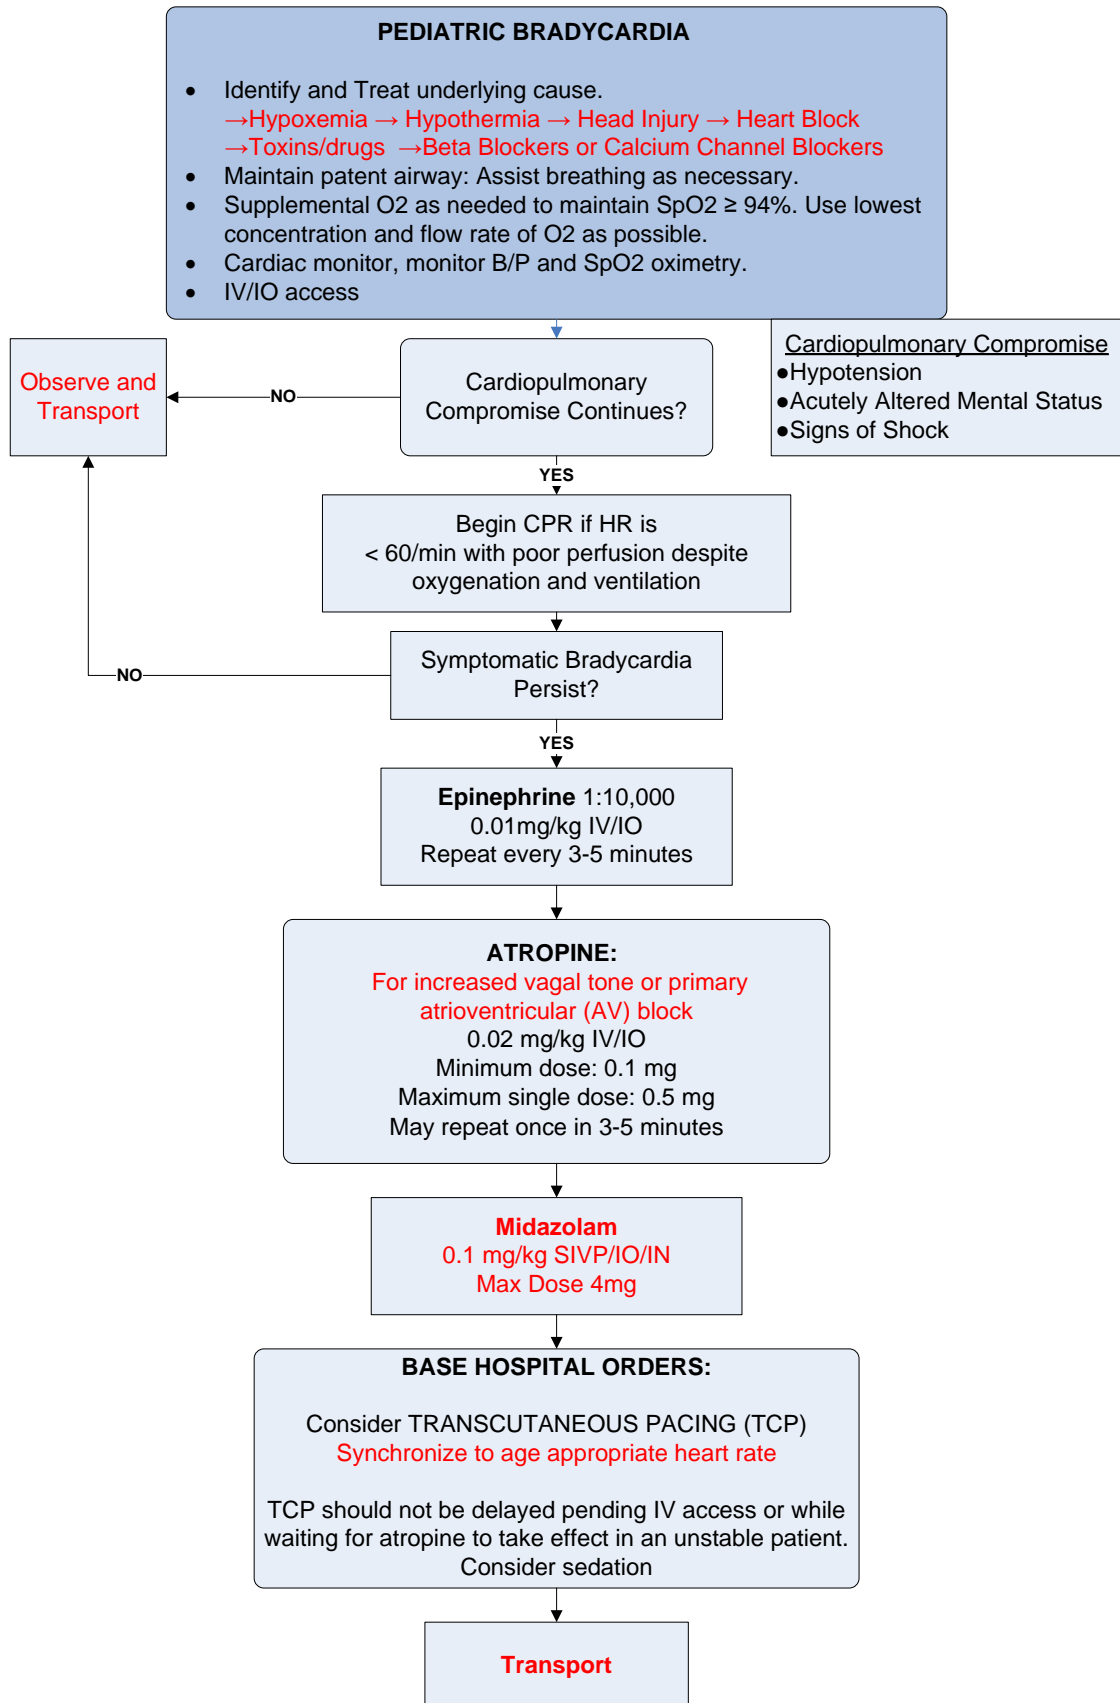 PEDIATRIC BRADYCARDIA
• Identify and Treat underlying cause.
→Hypoxemia → Hypothermia → Head Injury → Heart Block
→Toxins/drugs →Beta Blockers or Calcium Channel Blockers
• Maintain patent airway: Assist breathing as necessary.
• Supplemental O2 as needed to maintain SpO2 ≥ 94%. Use lowest
concentration and flow rate of O2 as possible.
• Cardiac monitor, monitor B/P and SpO2 oximetry.
• IV/IO access
Cardiopulmonary Compromise
●Hypotension
●Acutely Altered Mental Status
●Signs of Shock
Cardiopulmonary
Compromise Continues?
NO
Observe and
Transport
YES
Begin CPR if HR is
< 60/min with poor perfusion despite
oxygenation and ventilation
Symptomatic Bradycardia
Persist?
NO
YES
Epinephrine 1:10,000
0.01mg/kg IV/IO
Repeat every 3-5 minutes
ATROPINE:
For increased vagal tone or primary
atrioventricular (AV) block
0.02 mg/kg IV/IO
Minimum dose: 0.1 mg
Maximum single dose: 0.5 mg
May repeat once in 3-5 minutes
Midazolam
0.1 mg/kg SIVP/IO/IN
Max Dose 4mg
BASE HOSPITAL ORDERS:
Consider TRANSCUTANEOUS PACING (TCP)
Synchronize to age appropriate heart rate
TCP should not be delayed pending IV access or while
waiting for atropine to take effect in an unstable patient.
Consider sedation
Transport